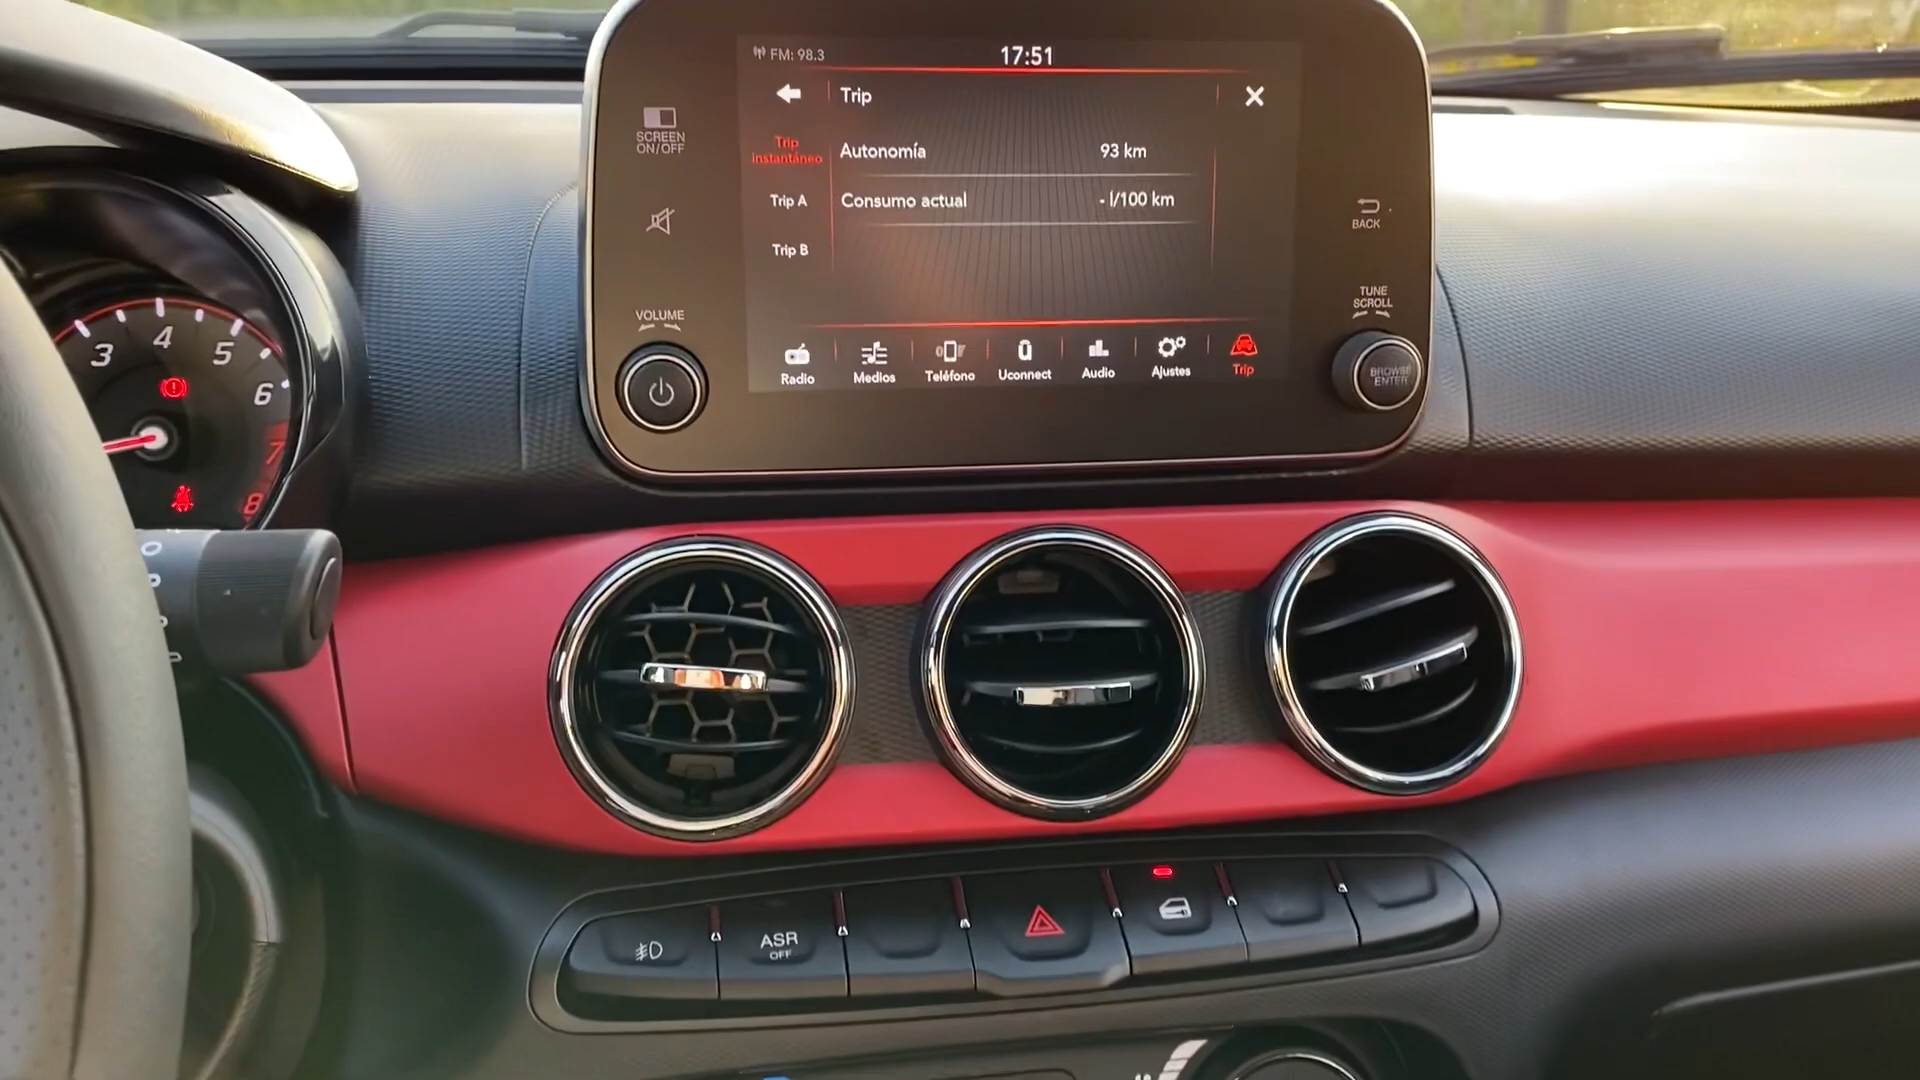 FM: 98.3
17:51
Trip
Trip
instantáneo
Autonomía 93 km
Trip A
Consumo actual - l/100 km
Trip B
Radio
Medios
Teléfono
Uconnect
Audio
Ajustes
Trip
SCREEN
ON/OFF
VOLUME
BACK
TUNE
SCROLL
BROWSE
ENTER
3
4
5
6
7
8
ASR
OFF